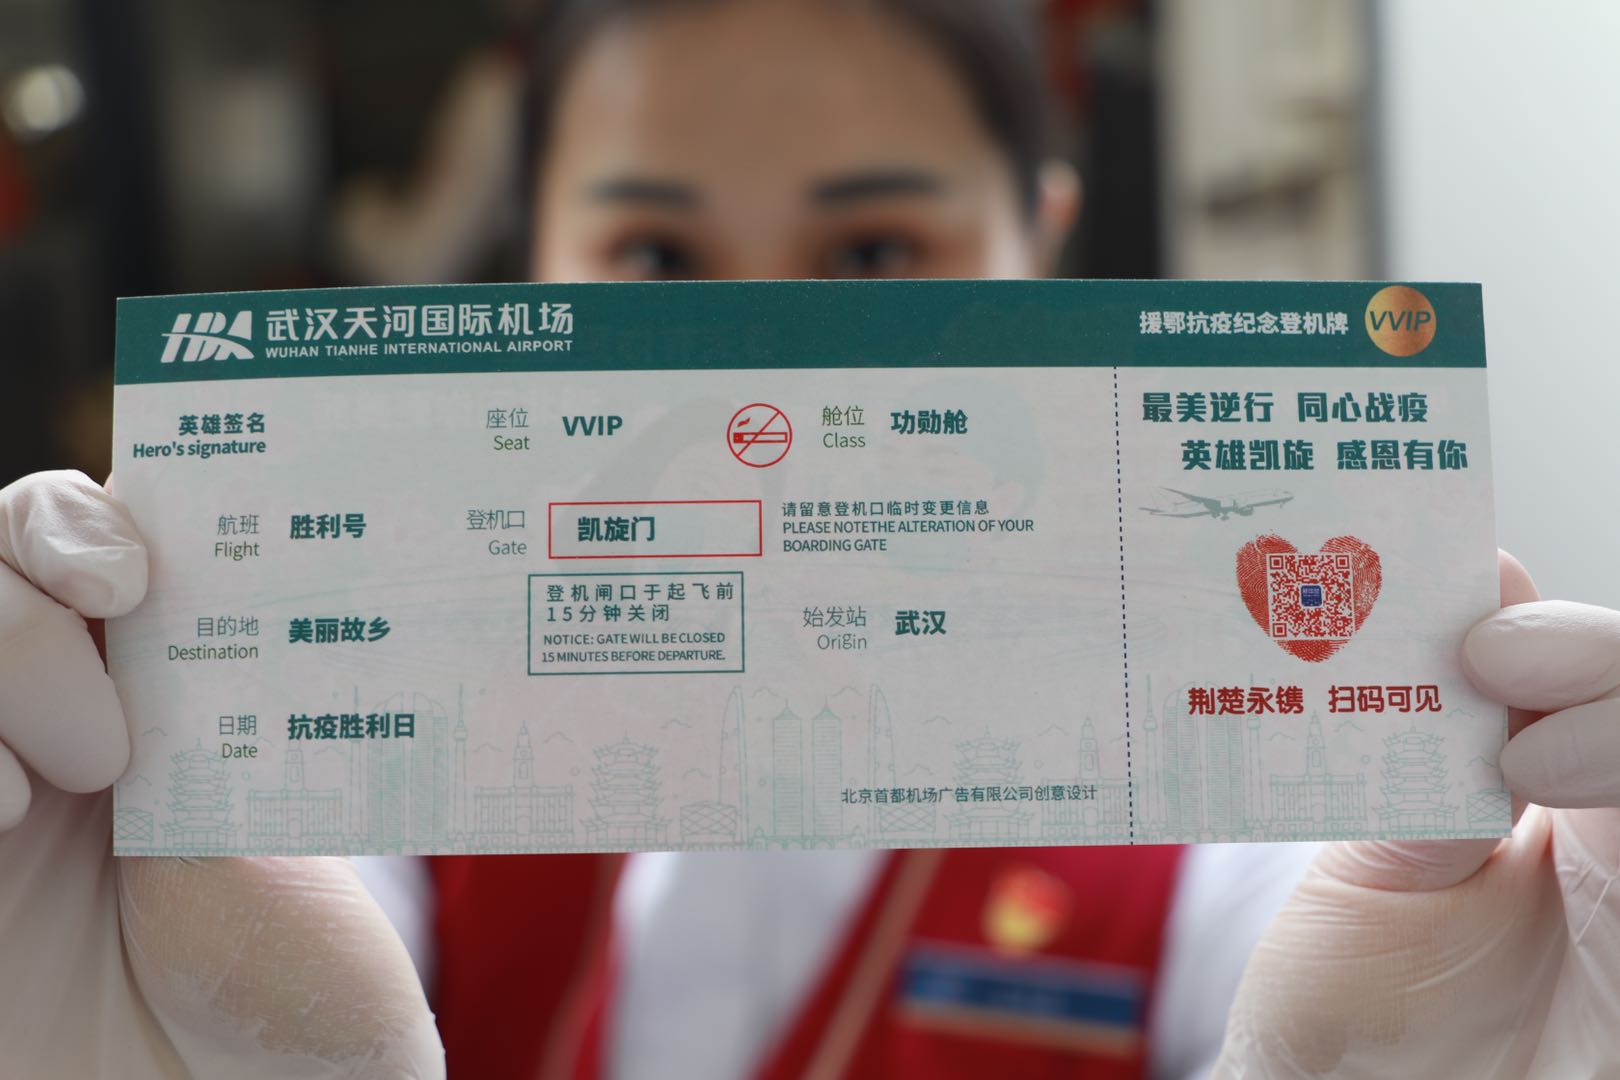 HBA 武汉天河国际机场
WUHAN TIANHE INTERNATIONAL AIRPORT
援鄂抗疫纪念登机牌 VVIP
英雄签名
Hero's signature
座位 VVIP
Seat
舱位 功勋舱
Class
航班 胜利号
Flight
登机口 凯旋门
Gate
请留意登机口临时变更信息
PLEASE NOTETHE ALTERATION OF YOUR
BOARDING GATE
目的地 美丽故乡
Destination
登机闸口于起飞前
15分钟关闭
NOTICE: GATE WILL BE CLOSED
15 MINUTES BEFORE DEPARTURE.
始发站 武汉
Origin
日期 抗疫胜利日
Date
北京首都机场广告有限公司创意设计
最美逆行 同心战疫
英雄凯旋 感恩有你
荆楚永镌 扫码可见